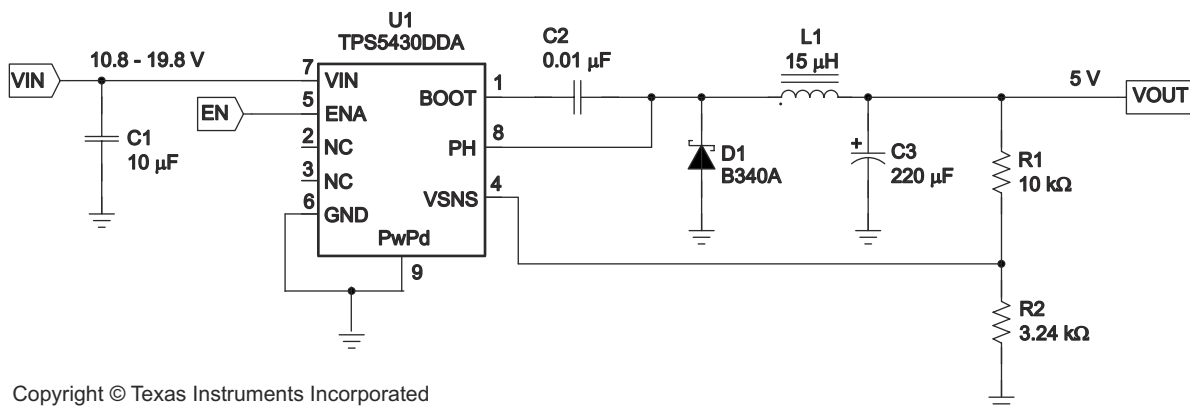 U1
TPS5430DDA
C2
0.01 μF
L1
15 μH
10.8 - 19.8 V
5 V
VIN
7
VIN
1
BOOT
VOUT
EN
5
ENA
C1
10 μF
2
NC
8
PH
D1
B340A
+
C3
220 μF
R1
10 kΩ
3
NC
4
VSNS
6
GND
PwPd
9
R2
3.24 kΩ
Copyright © Texas Instruments Incorporated